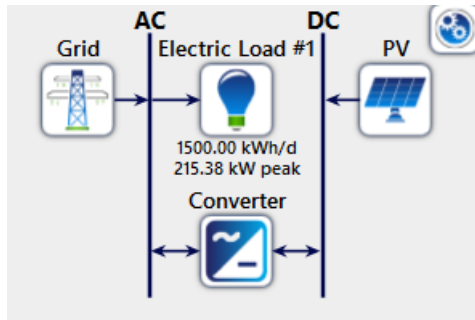 AC
DC
Grid
Electric Load #1
PV
1500.00 kWh/d
215.38 kW peak
Converter